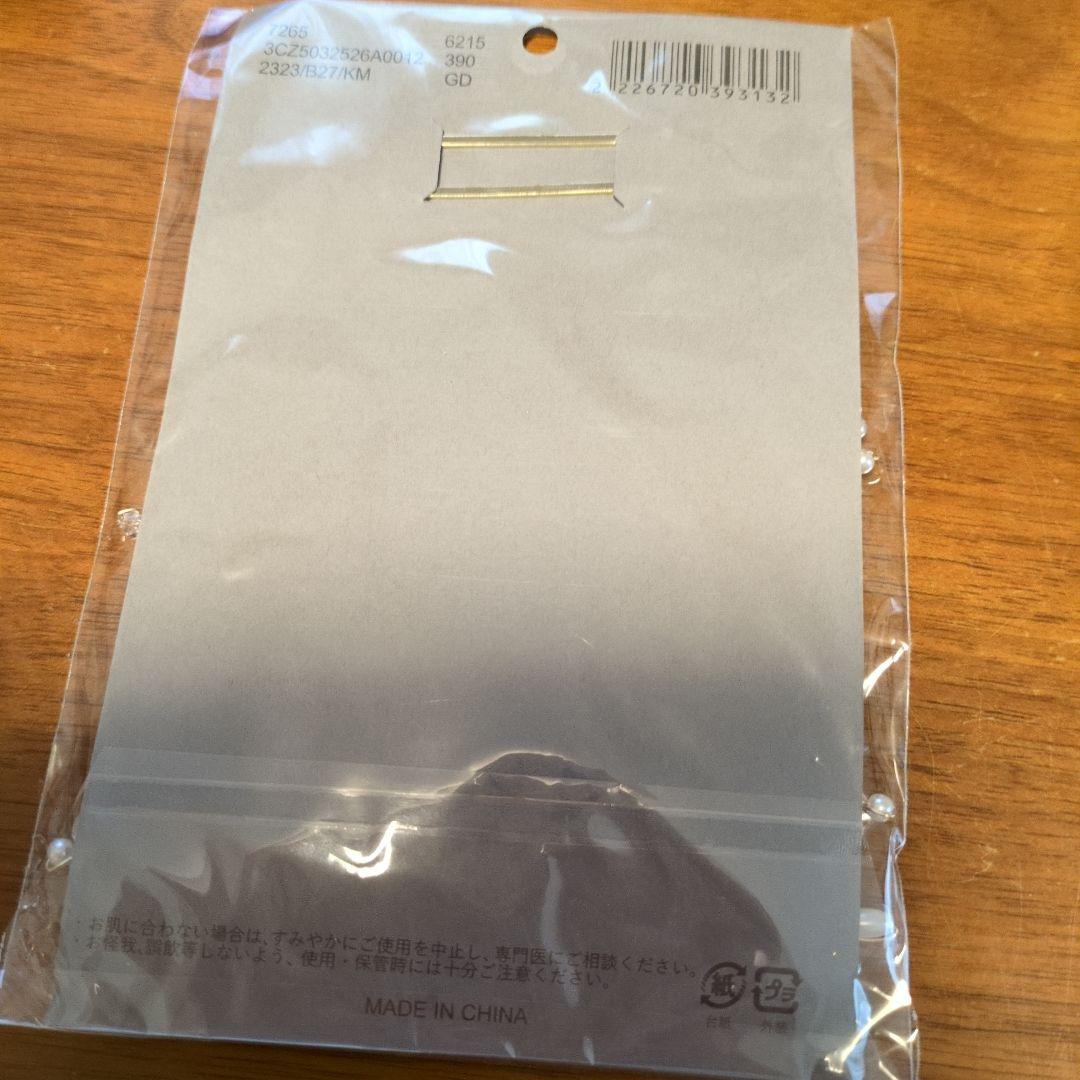 7265
3CZ5032526A0012
2323/B27/KM
6215
390
GD
2 226720 393132
・お肌に合わない場合は、すみやかにご使用を中止し、専門医にご相談ください。
・お怪我、誤飲等しないよう、使用・保管時には十分ご注意ください。
MADE IN CHINA
紙
台紙
プラ
外装